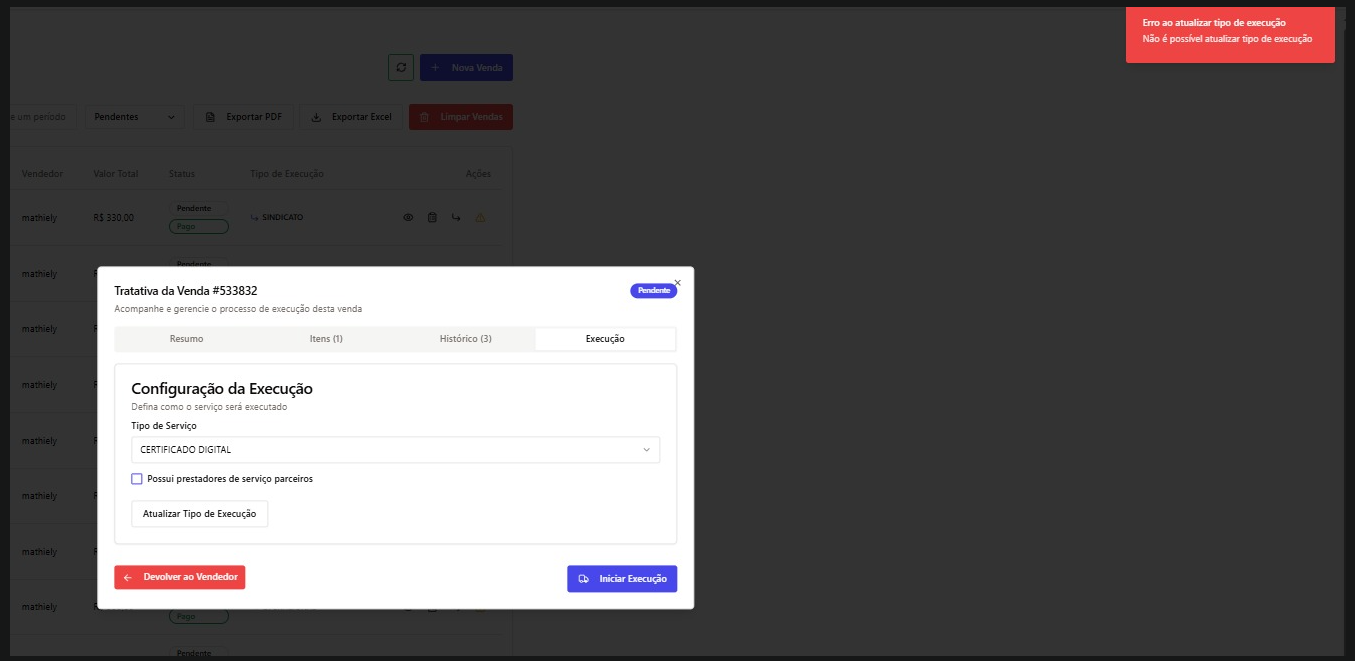 Erro ao atualizar tipo de execução
Não é possível atualizar tipo de execução
Nova Venda
e um período
Pendentes
Exportar PDF
Exportar Excel
Limpar Vendas
Vendedor Valor Total Status Tipo de Execução Ações
mathiely R$ 330,00 Pendente SINDICATO
Pago
Pendente
mathiely
Tratativa da Venda #533832
Pendente
Acompanhe e gerencie o processo de execução desta venda
Resumo Itens (1) Histórico (3) Execução
mathiely
Configuração da Execução
mathiely
Defina como o serviço será executado
Tipo de Serviço
mathiely
CERTIFICADO DIGITAL
Possui prestadores de serviço parceiros
mathiely
Atualizar Tipo de Execução
mathiely
Devolver ao Vendedor
Iniciar Execução
mathiely
Pago
Pendente